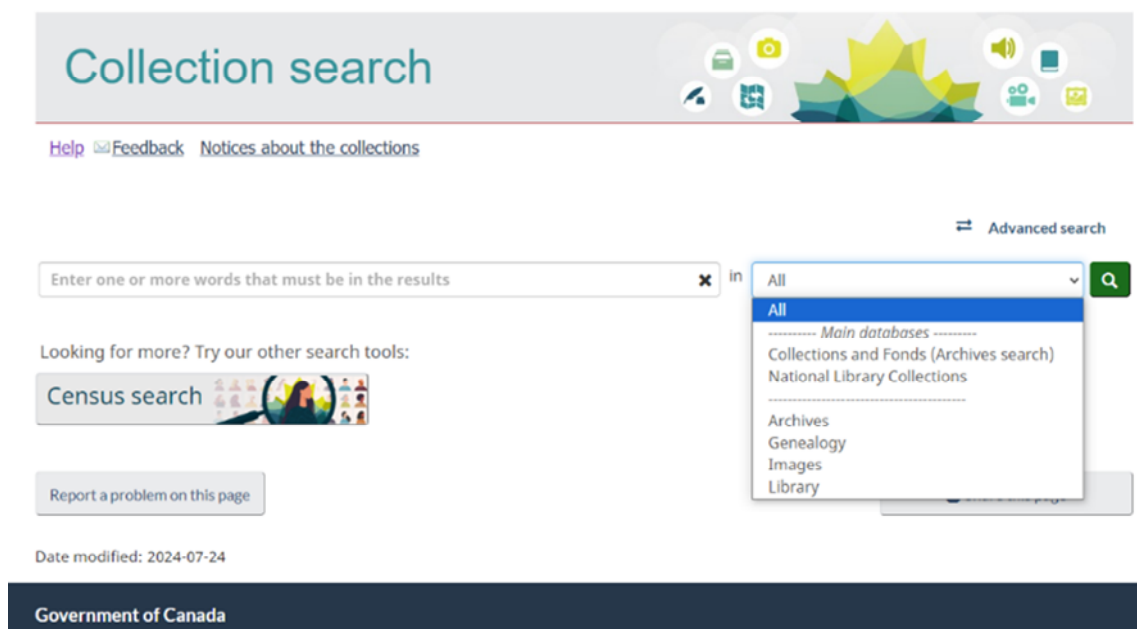 Collection search
Help Feedback Notices about the collections
Advanced search
Enter one or more words that must be in the results in All
All
---------- Main databases ---------
Collections and Fonds (Archives search)
National Library Collections
-----------------------------------------
Archives
Genealogy
Images
Library
Looking for more? Try our other search tools:
Census search
Report a problem on this page
this page
Date modified: 2024-07-24
Government of Canada